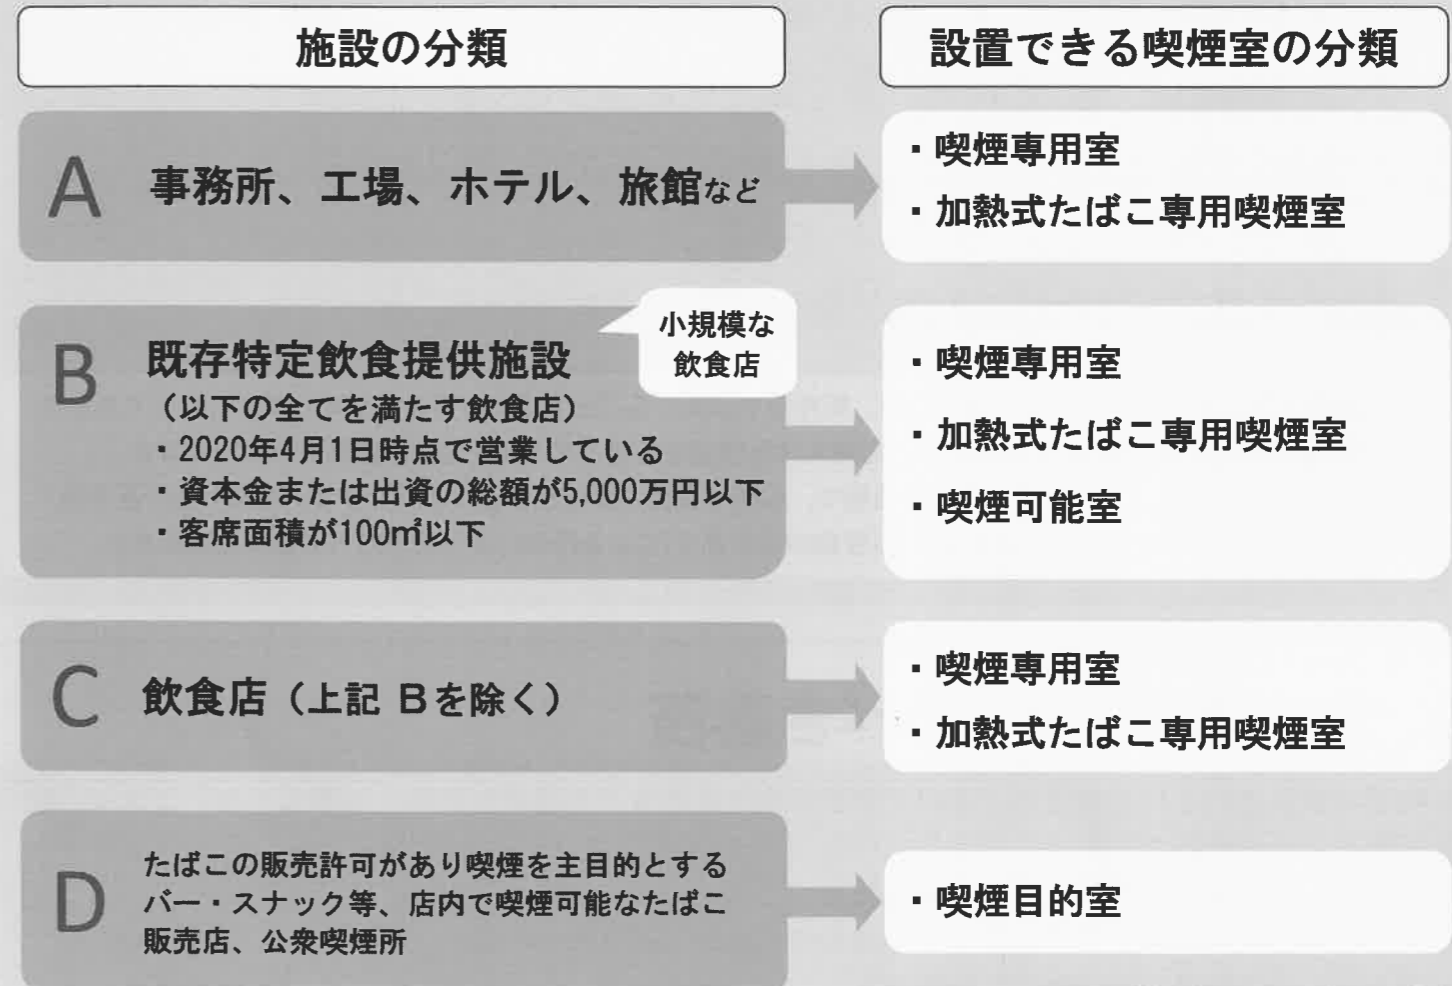 施設の分類
設置できる喫煙室の分類
A 事務所、工場、ホテル、旅館など
・喫煙専用室
・加熱式たばこ専用喫煙室
小規模な
飲食店
B 既存特定飲食提供施設
（以下の全てを満たす飲食店）
・2020年4月1日時点で営業している
・資本金または出資の総額が5,000万円以下
・客席面積が100㎡以下
・喫煙専用室
・加熱式たばこ専用喫煙室
・喫煙可能室
C 飲食店（上記 Bを除く）
・喫煙専用室
・加熱式たばこ専用喫煙室
D たばこの販売許可があり喫煙を主目的とする
バー・スナック等、店内で喫煙可能なたばこ
販売店、公衆喫煙所
・喫煙目的室